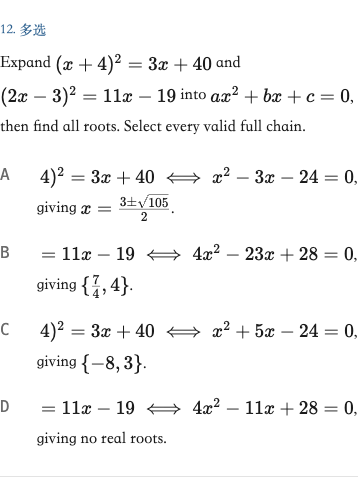 12. 多选
Expand (x + 4)² = 3x + 40 and
(2x − 3)² = 11x − 19 into ax² + bx + c = 0,
then find all roots. Select every valid full chain.
A 4)² = 3x + 40 ⟺ x² − 3x − 24 = 0,
giving x = (3±√105)/2.
B = 11x − 19 ⟺ 4x² − 23x + 28 = 0,
giving {7/4, 4}.
C 4)² = 3x + 40 ⟺ x² + 5x − 24 = 0,
giving {−8, 3}.
D = 11x − 19 ⟺ 4x² − 11x + 28 = 0,
giving no real roots.